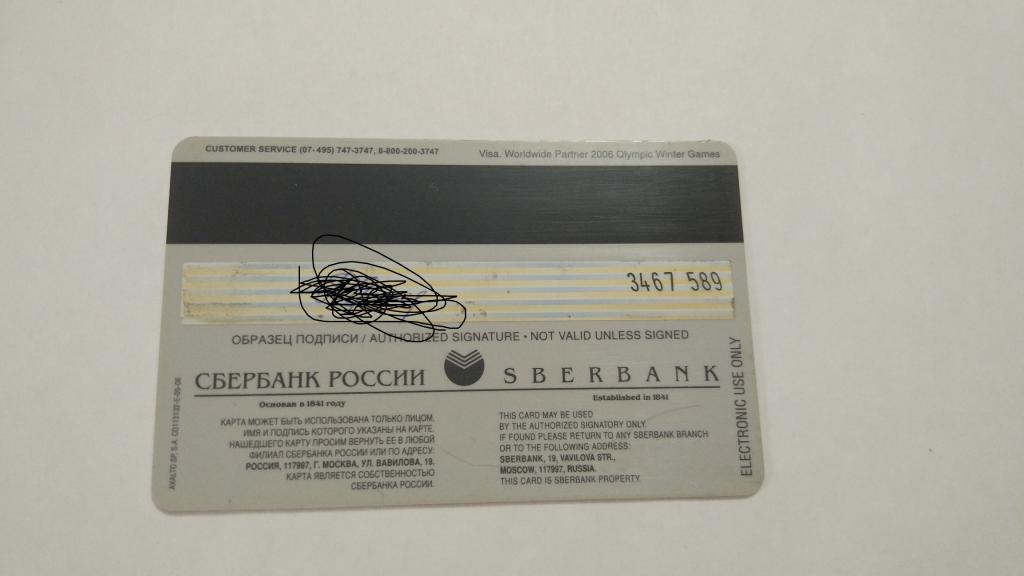 CUSTOMER SERVICE (07-495) 747-3747, 8-800-200-3747
Visa. Worldwide Partner 2006 Olympic Winter Games
3467 589
ОБРАЗЕЦ ПОДПИСИ / AUTHORIZED SIGNATURE • NOT VALID UNLESS SIGNED
СБЕРБАНК РОССИИ
Основан в 1841 году
КАРТА МОЖЕТ БЫТЬ ИСПОЛЬЗОВАНА ТОЛЬКО ЛИЦОМ,
ИМЯ И ПОДПИСЬ КОТОРОГО УКАЗАНЫ НА КАРТЕ.
НАШЕДШЕГО КАРТУ ПРОСИМ ВЕРНУТЬ ЕЕ В ЛЮБОЙ
ФИЛИАЛ СБЕРБАНКА РОССИИ ИЛИ ПО АДРЕСУ:
РОССИЯ, 117997, Г. МОСКВА, УЛ. ВАВИЛОВА, 19.
КАРТА ЯВЛЯЕТСЯ СОБСТВЕННОСТЬЮ
СБЕРБАНКА РОССИИ.
SBERBANK
Established in 1841
THIS CARD MAY BE USED
BY THE AUTHORIZED SIGNATORY ONLY.
IF FOUND PLEASE RETURN TO ANY SBERBANK BRANCH
OR TO THE FOLLOWING ADDRESS:
SBERBANK, 19, VAVILOVA STR.,
MOSCOW, 117997, RUSSIA.
THIS CARD IS SBERBANK PROPERTY.
ELECTRONIC USE ONLY